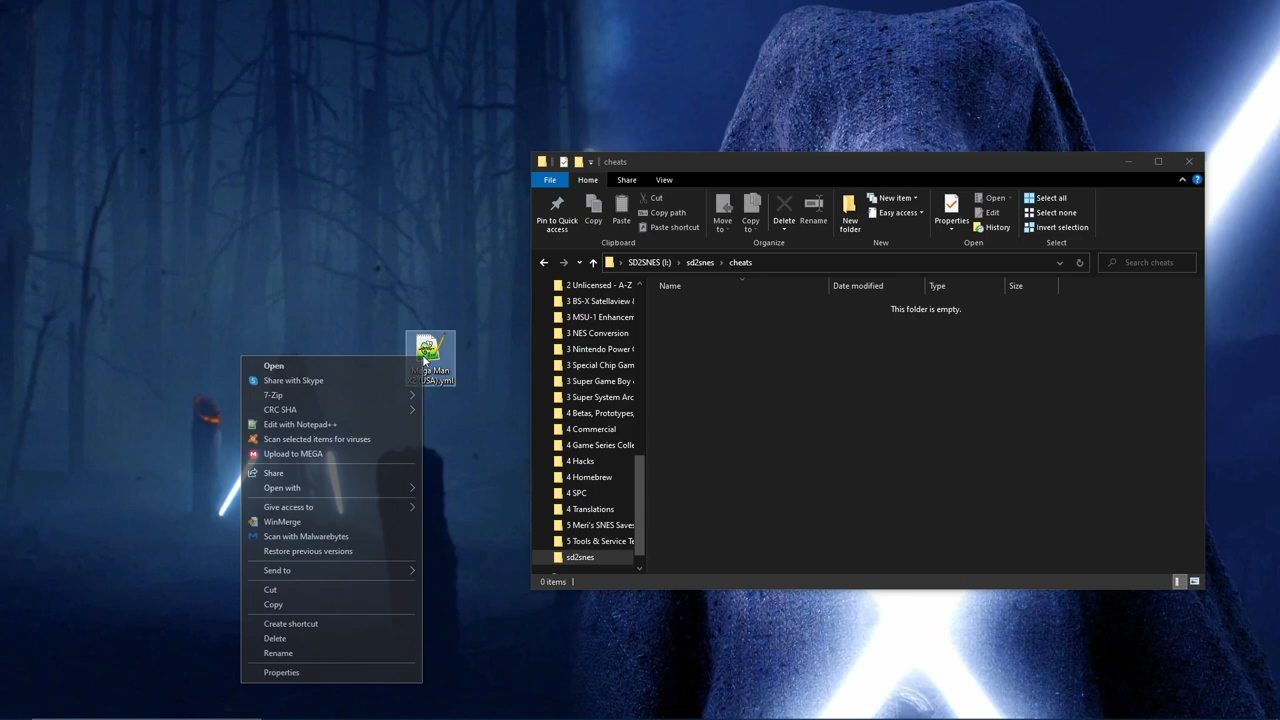 cheats
File
Home
Share
View
Pin to Quick
access
Copy
Paste
Cut
Copy path
Paste shortcut
Clipboard
Move
to
Copy
to
Delete
Rename
Organize
New
folder
New item
Easy access
New
Properties
Open
Edit
History
Open
Select all
Select none
Invert selection
Select
SD2SNES (I:)
sd2snes
cheats
Search cheats
2 Unlicensed - A-Z
3 BS-X Satellaview &
3 MSU-1 Enhancem
3 NES Conversion
3 Nintendo Power C
3 Special Chip Gam
3 Super Game Boy &
3 Super System Arc
4 Betas, Prototypes,
4 Commercial
4 Game Series Colle
4 Hacks
4 Homebrew
4 SPC
4 Translations
5 Meri's SNES Saves
5 Tools & Service Te
sd2snes
Name
Date modified
Type
Size
This folder is empty.
0 items
Mega Man
X2 (USA).yml
Open
Share with Skype
7-Zip
CRC SHA
Edit with Notepad++
Scan selected items for viruses
Upload to MEGA
Share
Open with
Give access to
WinMerge
Scan with Malwarebytes
Restore previous versions
Send to
Cut
Copy
Create shortcut
Delete
Rename
Properties